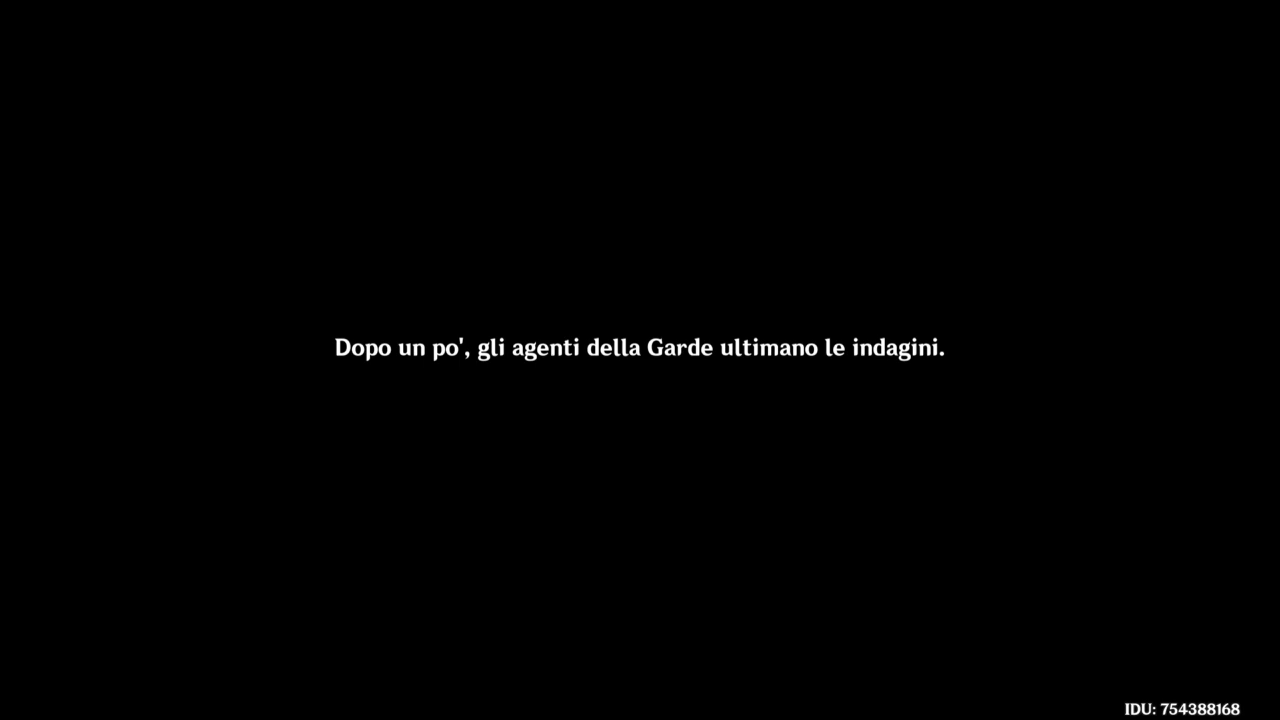 Dopo un po', gli agenti della Garde ultimano le indagini.
IDU: 754388168